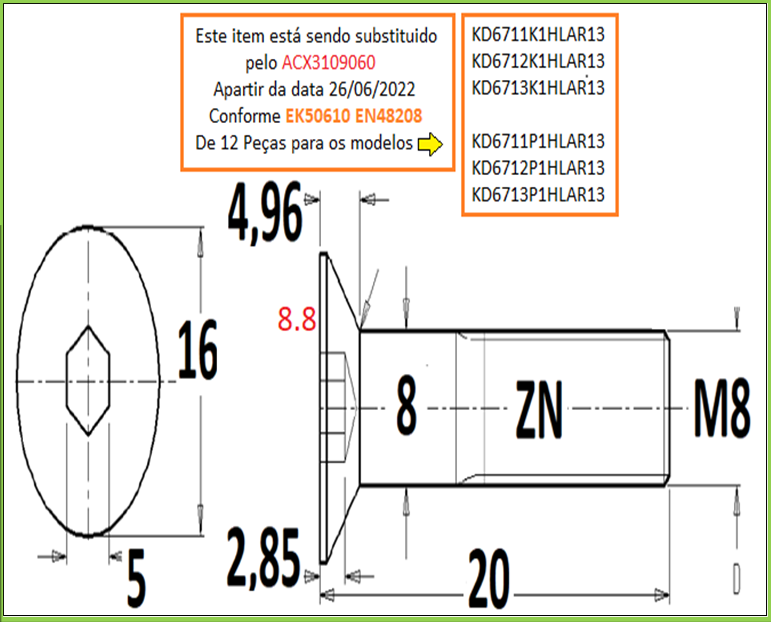 Este item está sendo substituido
pelo ACX3109060
Apartir da data 26/06/2022
Conforme EK50610 EN48208
De 12 Peças para os modelos
KD6711K1HLAR13
KD6712K1HLAR13
KD6713K1HLAR13
KD6711P1HLAR13
KD6712P1HLAR13
KD6713P1HLAR13
4,96
8.8
16
8
ZN
M8
2,85
5
20